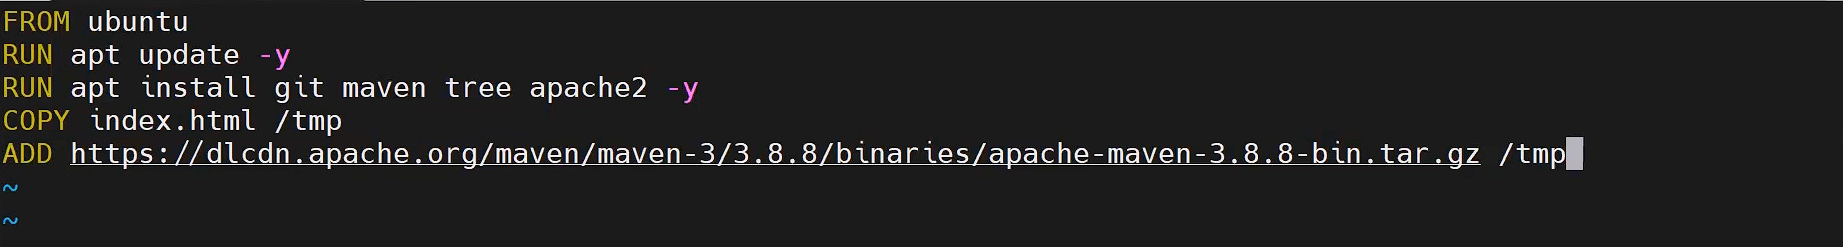 FROM ubuntu
RUN apt update -y
RUN apt install git maven tree apache2 -y
COPY index.html /tmp
ADD https://dlcdn.apache.org/maven/maven-3/3.8.8/binaries/apache-maven-3.8.8-bin.tar.gz /tmp
~
~